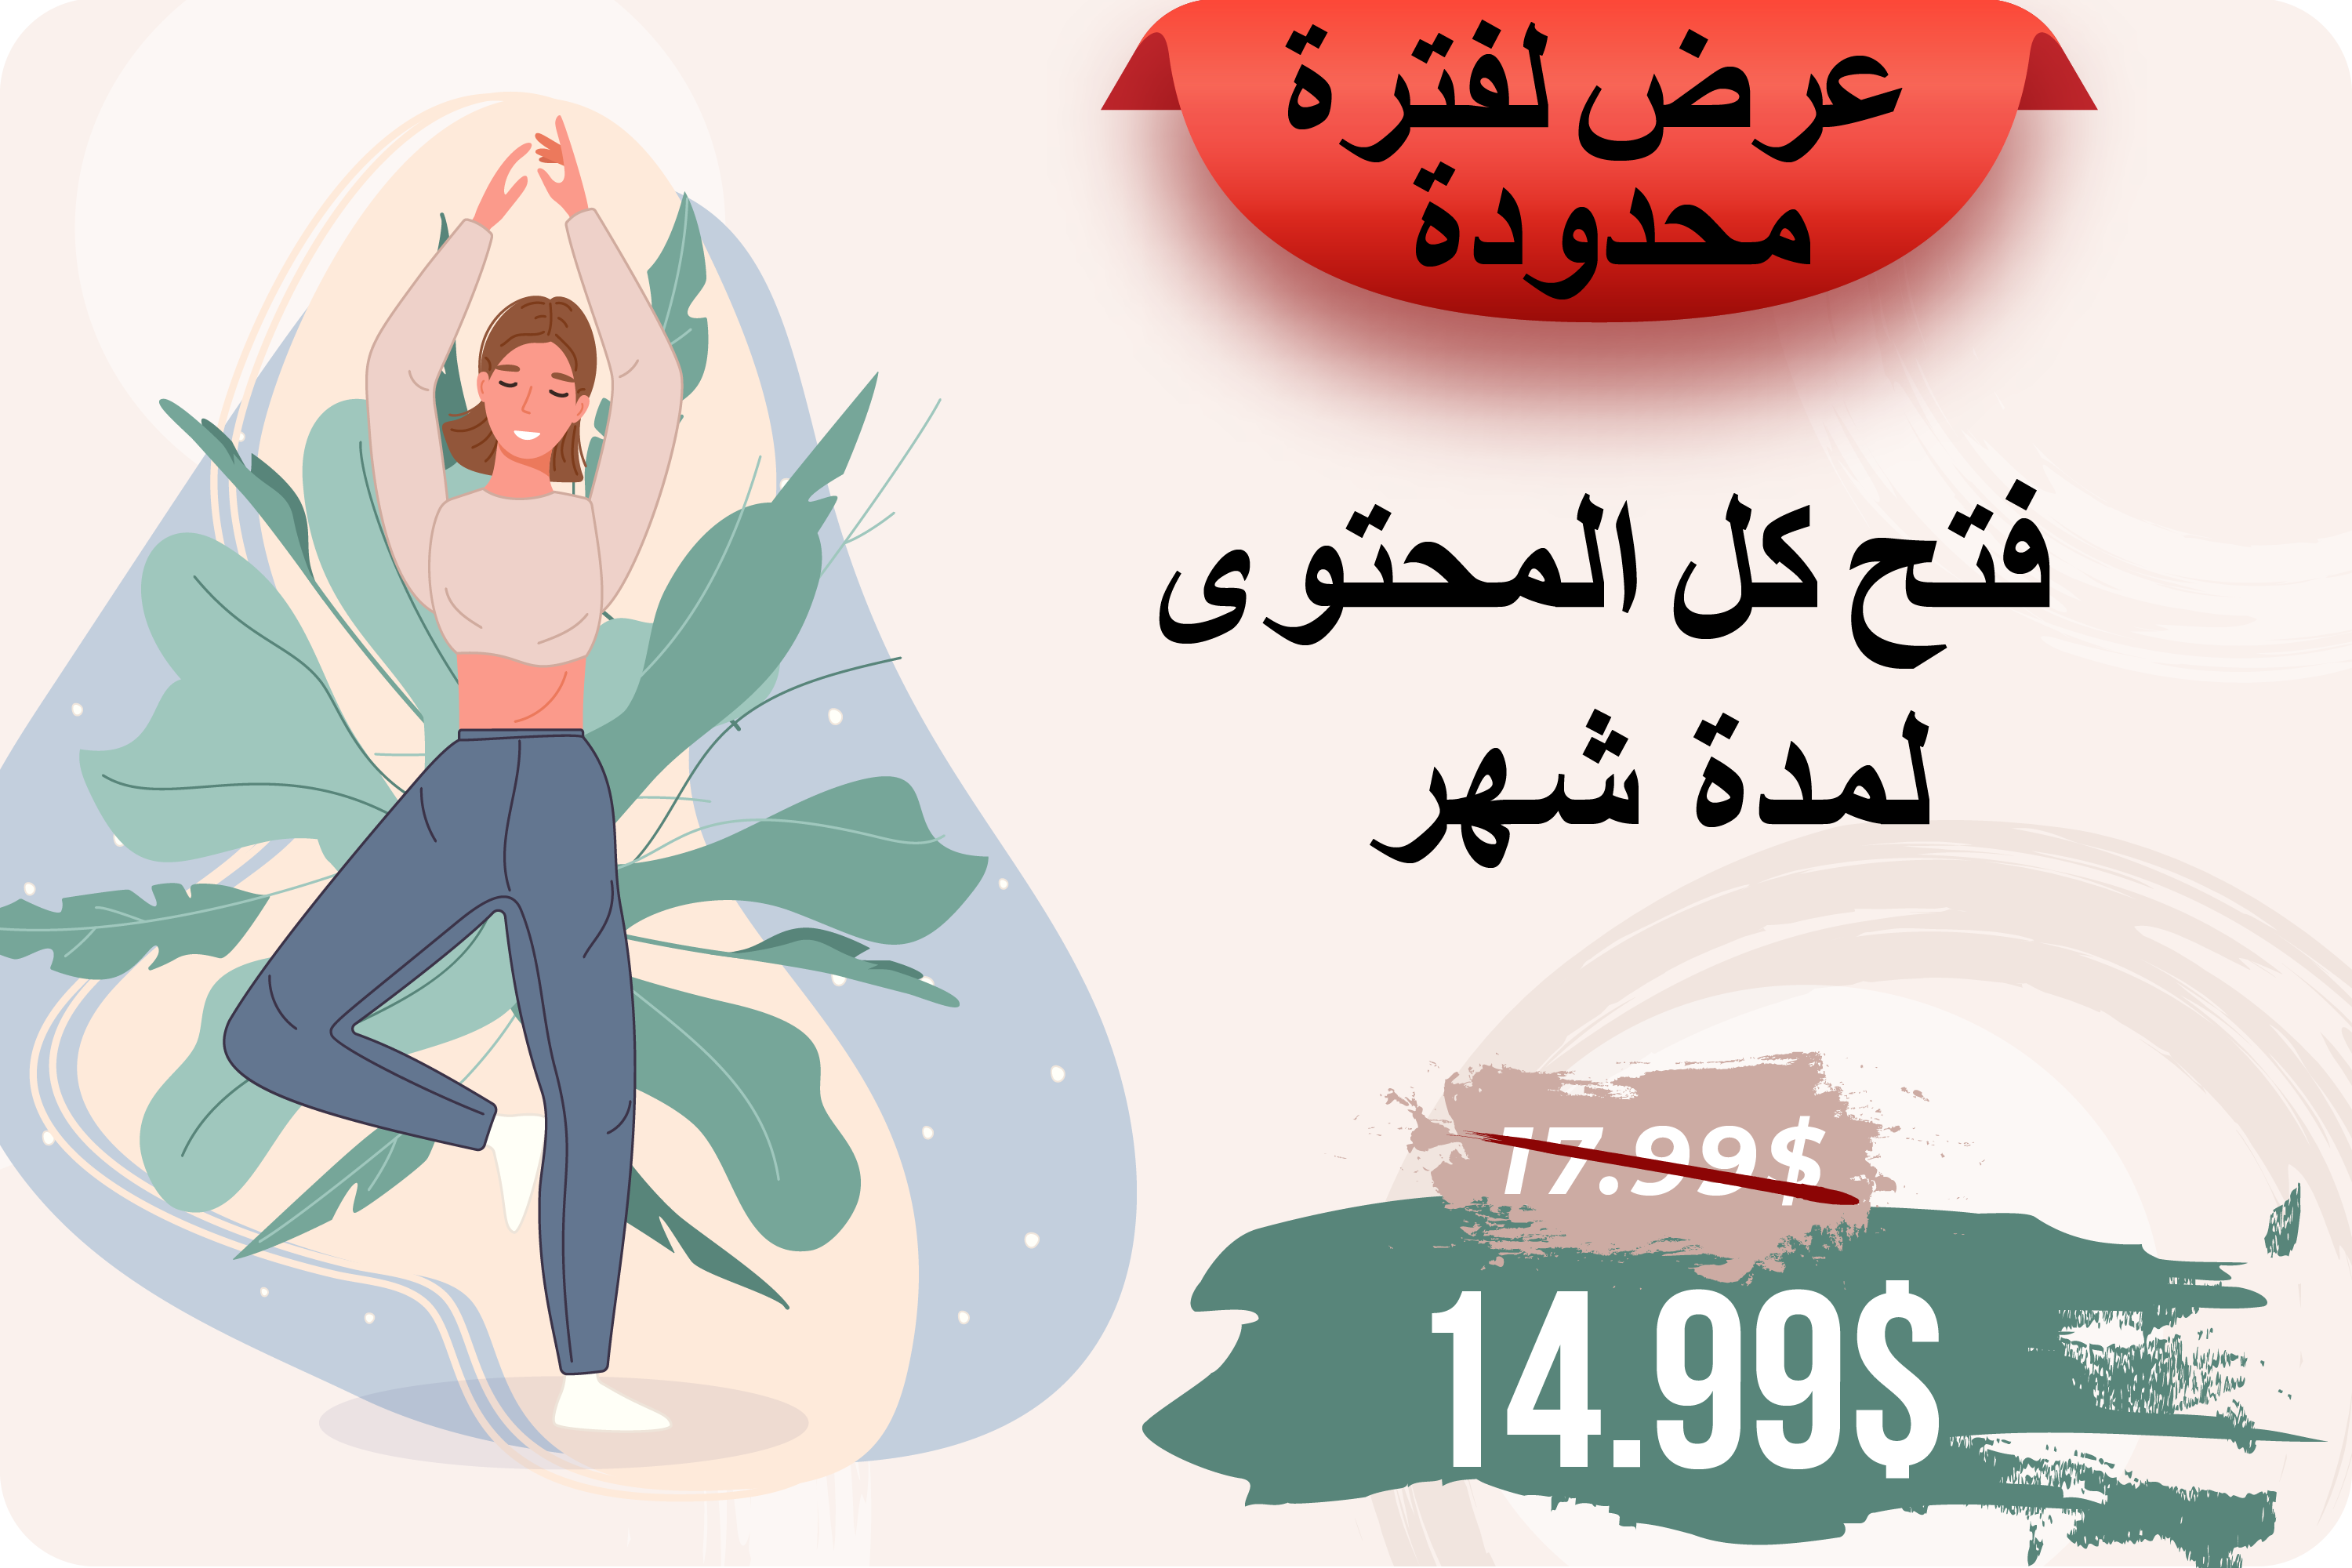 عرض لفترة
محدودة
فتح كل المحتوى
لمدة شهر
17.99$
14.99$